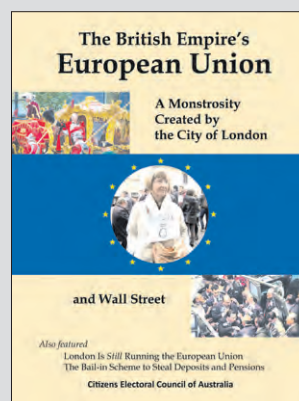 The British Empire's
European Union
A Monstrosity
Created by
the City of London
and Wall Street
Also featured
London Is Still Running the European Union
The Bail-in Scheme to Steal Deposits and Pensions
Citizens Electoral Council of Australia